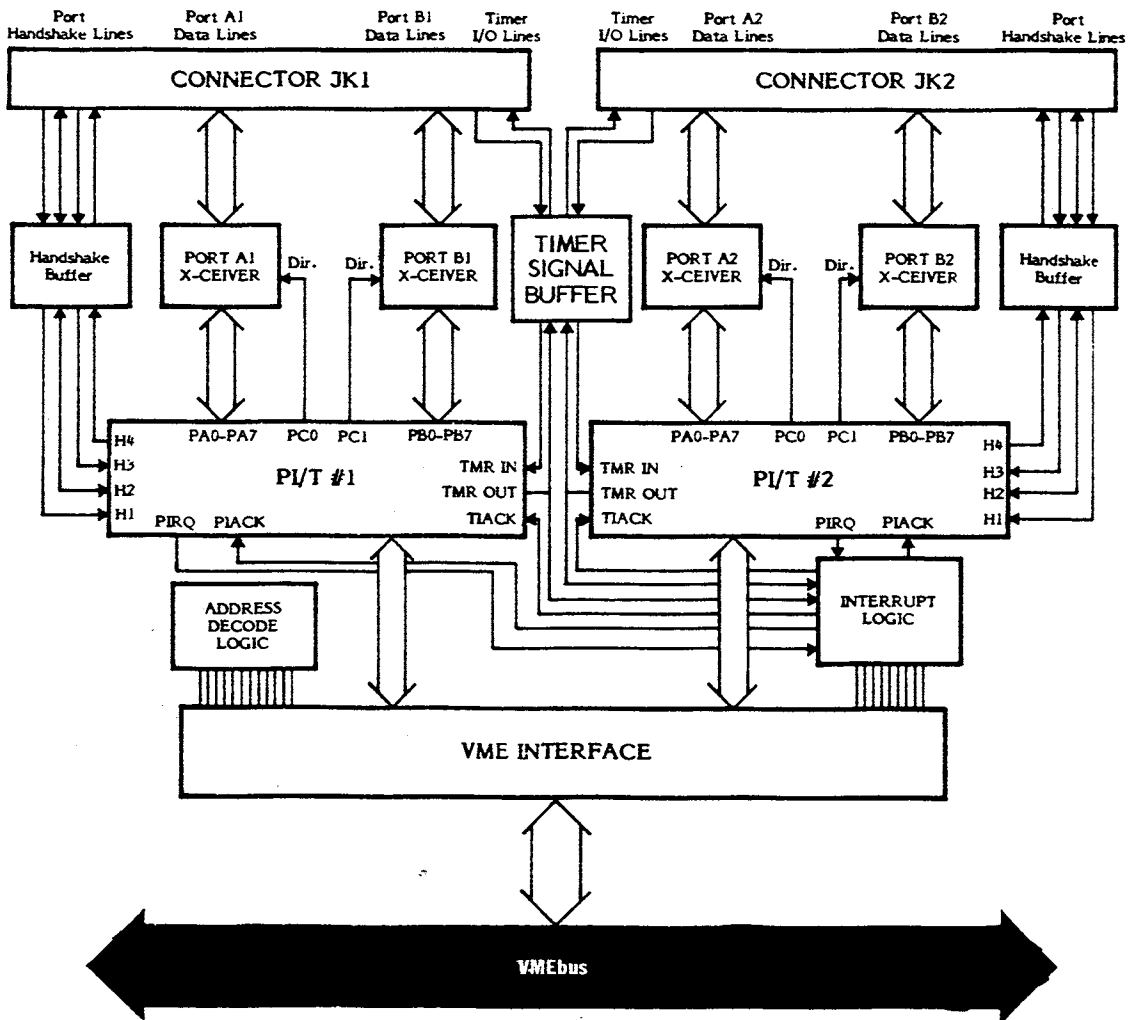 Port Handshake Lines
Port A1 Data Lines
Port B1 Data Lines
Timer I/O Lines
Timer I/O Lines
Port A2 Data Lines
Port B2 Data Lines
Port Handshake Lines
CONNECTOR JK1
CONNECTOR JK2
Handshake
Buffer
PORT A1
X-CEIVER
Dir.
Dir.
PORT B1
X-CEIVER
TIMER
SIGNAL
BUFFER
PORT A2
X-CEIVER
Dir.
Dir.
PORT B2
X-CEIVER
Handshake
Buffer
PA0-PA7
PC0
PC1
PB0-PB7
H4
H3
H2
H1
PI/T #1
TMR IN
TMR OUT
TIACK
PIRQ
PIACK
PA0-PA7
PC0
PC1
PB0-PB7
TMR IN
TMR OUT
TIACK
PI/T #2
H4
H3
H2
H1
PIRQ
PIACK
ADDRESS
DECODE
LOGIC
INTERRUPT
LOGIC
VME INTERFACE
VMEbus